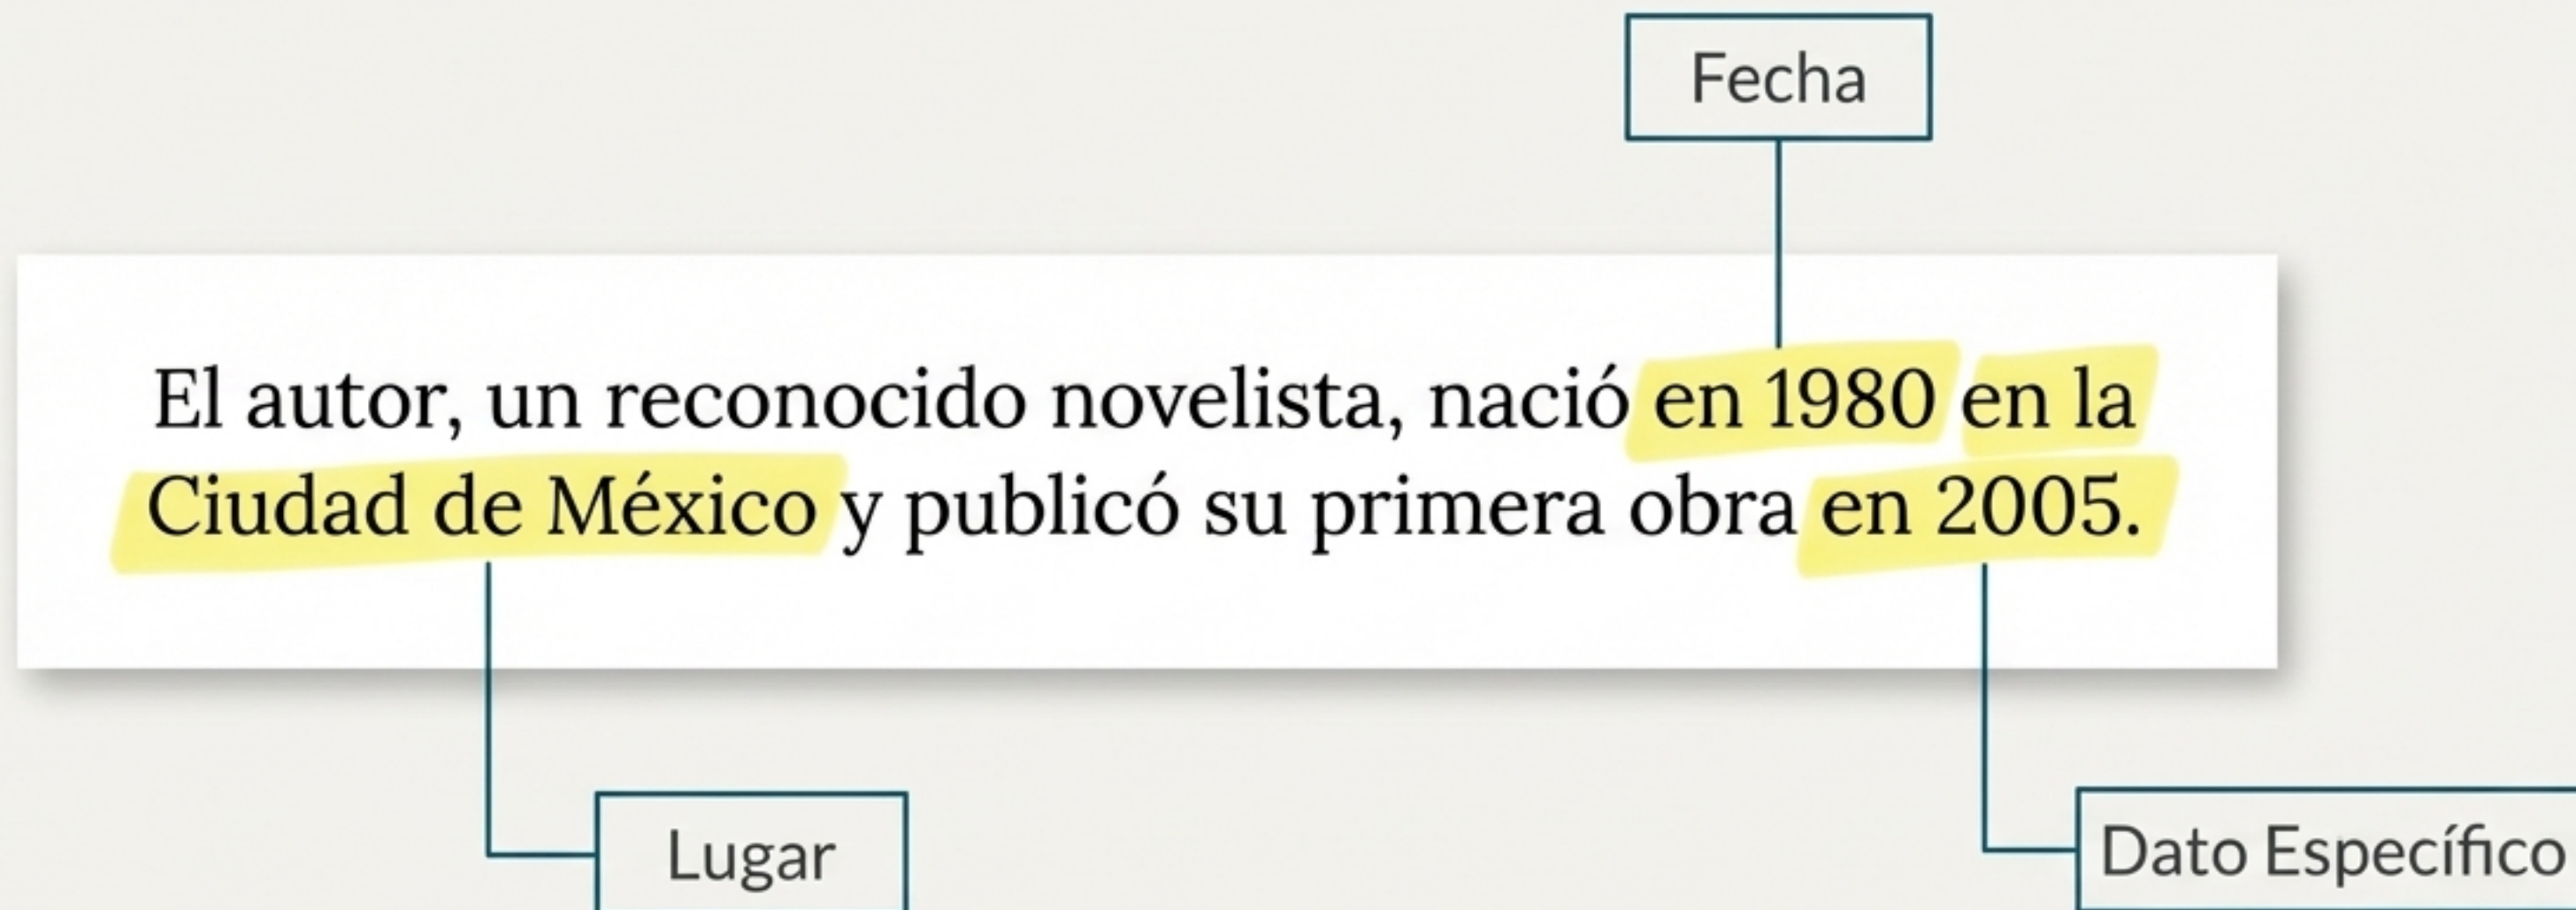 Fecha
El autor, un reconocido novelista, nació en 1980 en la
Ciudad de México y publicó su primera obra en 2005.
Lugar
Dato Específico